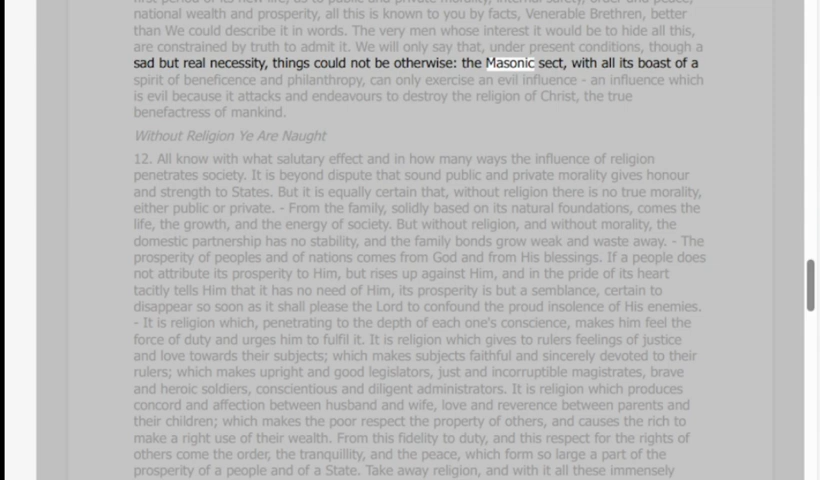 first period of its new life, as to public and private morality, internal safety, order and peace,
national wealth and prosperity, all this is known to you by facts, Venerable Brethren, better
than We could describe it in words. The very men whose interest it would be to hide all this,
are constrained by truth to admit it. We will only say that, under present conditions, though a
sad but real necessity, things could not be otherwise: the Masonic sect, with all its boast of a
spirit of beneficence and philanthropy, can only exercise an evil influence - an influence which
is evil because it attacks and endeavours to destroy the religion of Christ, the true
benefactress of mankind.
Without Religion Ye Are Naught
12. All know with what salutary effect and in how many ways the influence of religion
penetrates society. It is beyond dispute that sound public and private morality gives honour
and strength to States. But it is equally certain that, without religion there is no true morality,
either public or private. - From the family, solidly based on its natural foundations, comes the
life, the growth, and the energy of society. But without religion, and without morality, the
domestic partnership has no stability, and the family bonds grow weak and waste away. - The
prosperity of peoples and of nations comes from God and from His blessings. If a people does
not attribute its prosperity to Him, but rises up against Him, and in the pride of its heart
tacitly tells Him that it has no need of Him, its prosperity is but a semblance, certain to
disappear so soon as it shall please the Lord to confound the proud insolence of His enemies.
- It is religion which, penetrating to the depth of each one's conscience, makes him feel the
force of duty and urges him to fulfil it. It is religion which gives to rulers feelings of justice
and love towards their subjects; which makes subjects faithful and sincerely devoted to their
rulers; which makes upright and good legislators, just and incorruptible magistrates, brave
and heroic soldiers, conscientious and diligent administrators. It is religion which produces
concord and affection between husband and wife, love and reverence between parents and
their children; which makes the poor respect the property of others, and causes the rich to
make a right use of their wealth. From this fidelity to duty, and this respect for the rights of
others come the order, the tranquillity, and the peace, which form so large a part of the
prosperity of a people and of a State. Take away religion, and with it all these immensely